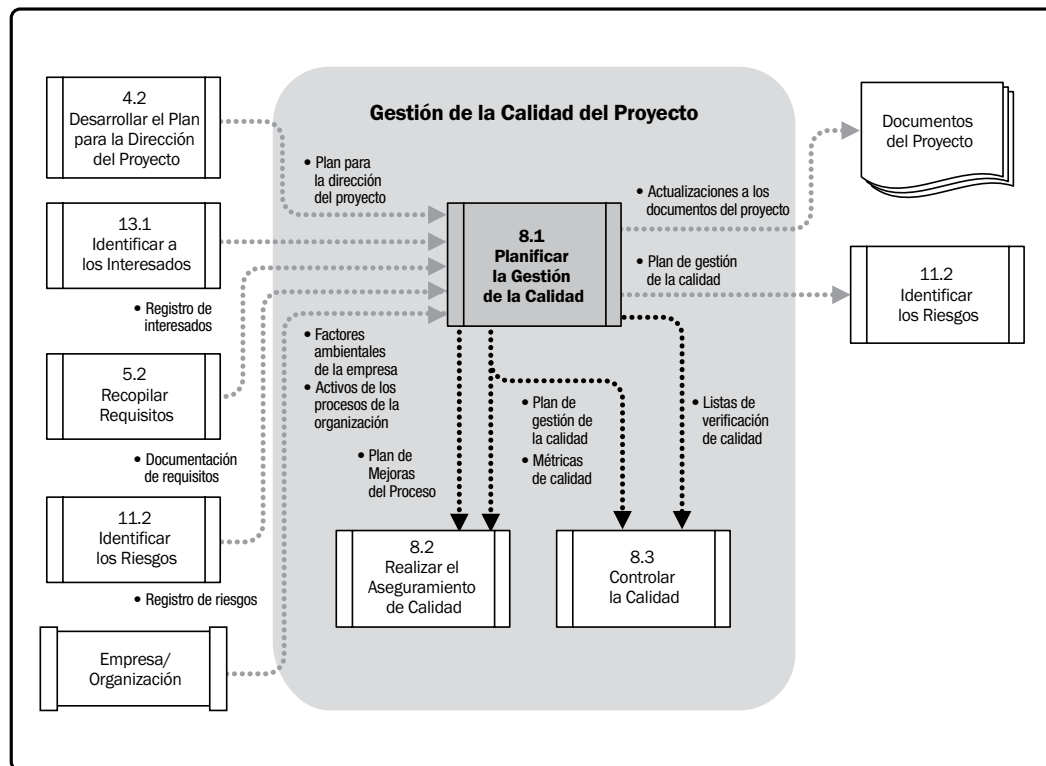 Gestión de la Calidad del Proyecto
4.2
Desarrollar el Plan
para la Dirección
del Proyecto
13.1
Identificar a
los Interesados
• Registro de
interesados
5.2
Recopilar
Requisitos
• Documentación
de requisitos
11.2
Identificar
los Riesgos
• Registro de riesgos
Empresa/
Organización
• Plan para
la dirección
del proyecto
• Factores
ambientales
de la empresa
• Activos de los
procesos de la
organización
8.1
Planificar
la Gestión
de la Calidad
• Actualizaciones a los
documentos del proyecto
• Plan de gestión
de la calidad
Documentos
del Proyecto
11.2
Identificar
los Riesgos
• Plan de
Mejoras
del Proceso
• Plan de
gestión de
la calidad
• Métricas
de calidad
• Listas de
verificación
de calidad
8.2
Realizar el
Aseguramiento
de Calidad
8.3
Controlar
la Calidad